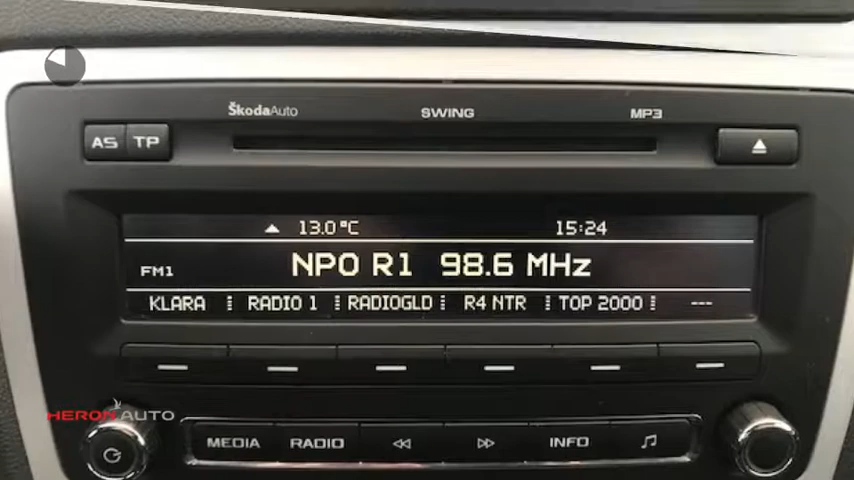 ŠkodaAuto SWING MP3
AS TP
13.0°C 15:24
FM1 NPO R1 98.6 MHz
KLARA RADIO 1 RADIOGLD R4 NTR TOP 2000 ---
HERON AUTO
MEDIA RADIO INFO